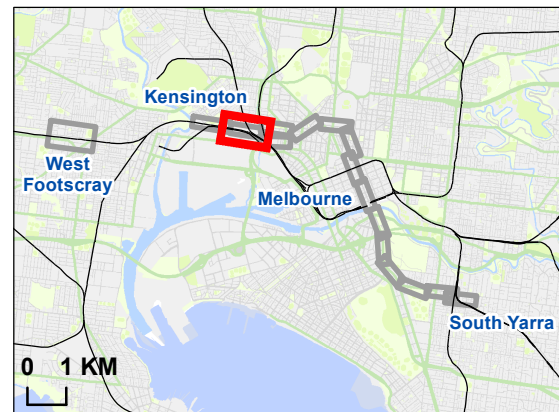 Kensington
West
Footscray
Melbourne
South Yarra
0 1 KM